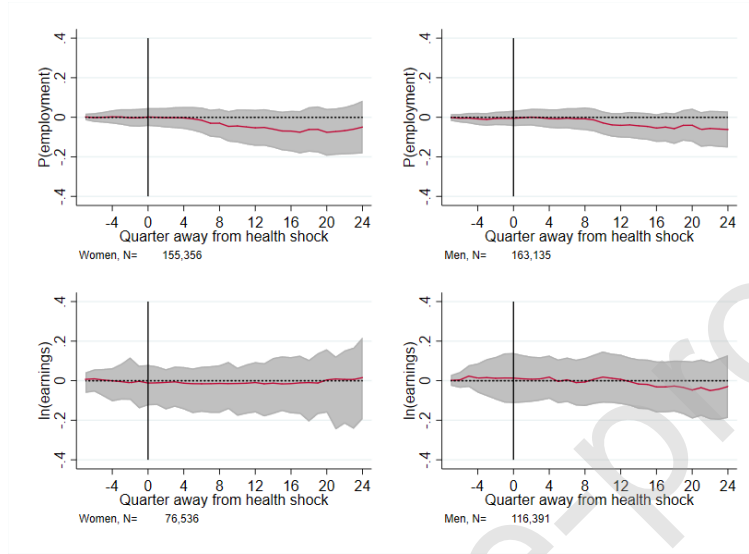 .4
.2
0
-.2
-.4
P(employment)
-4 0 4 8 12 16 20 24
Quarter away from health shock
Women, N= 155,356
.4
.2
0
-.2
-.4
P(employment)
-4 0 4 8 12 16 20 24
Quarter away from health shock
Men, N= 163,135
.4
.2
0
-.2
-.4
ln(earnings)
-4 0 4 8 12 16 20 24
Quarter away from health shock
Women, N= 76,536
.4
.2
0
-.2
-.4
ln(earnings)
-4 0 4 8 12 16 20 24
Quarter away from health shock
Men, N= 116,391
e-pro